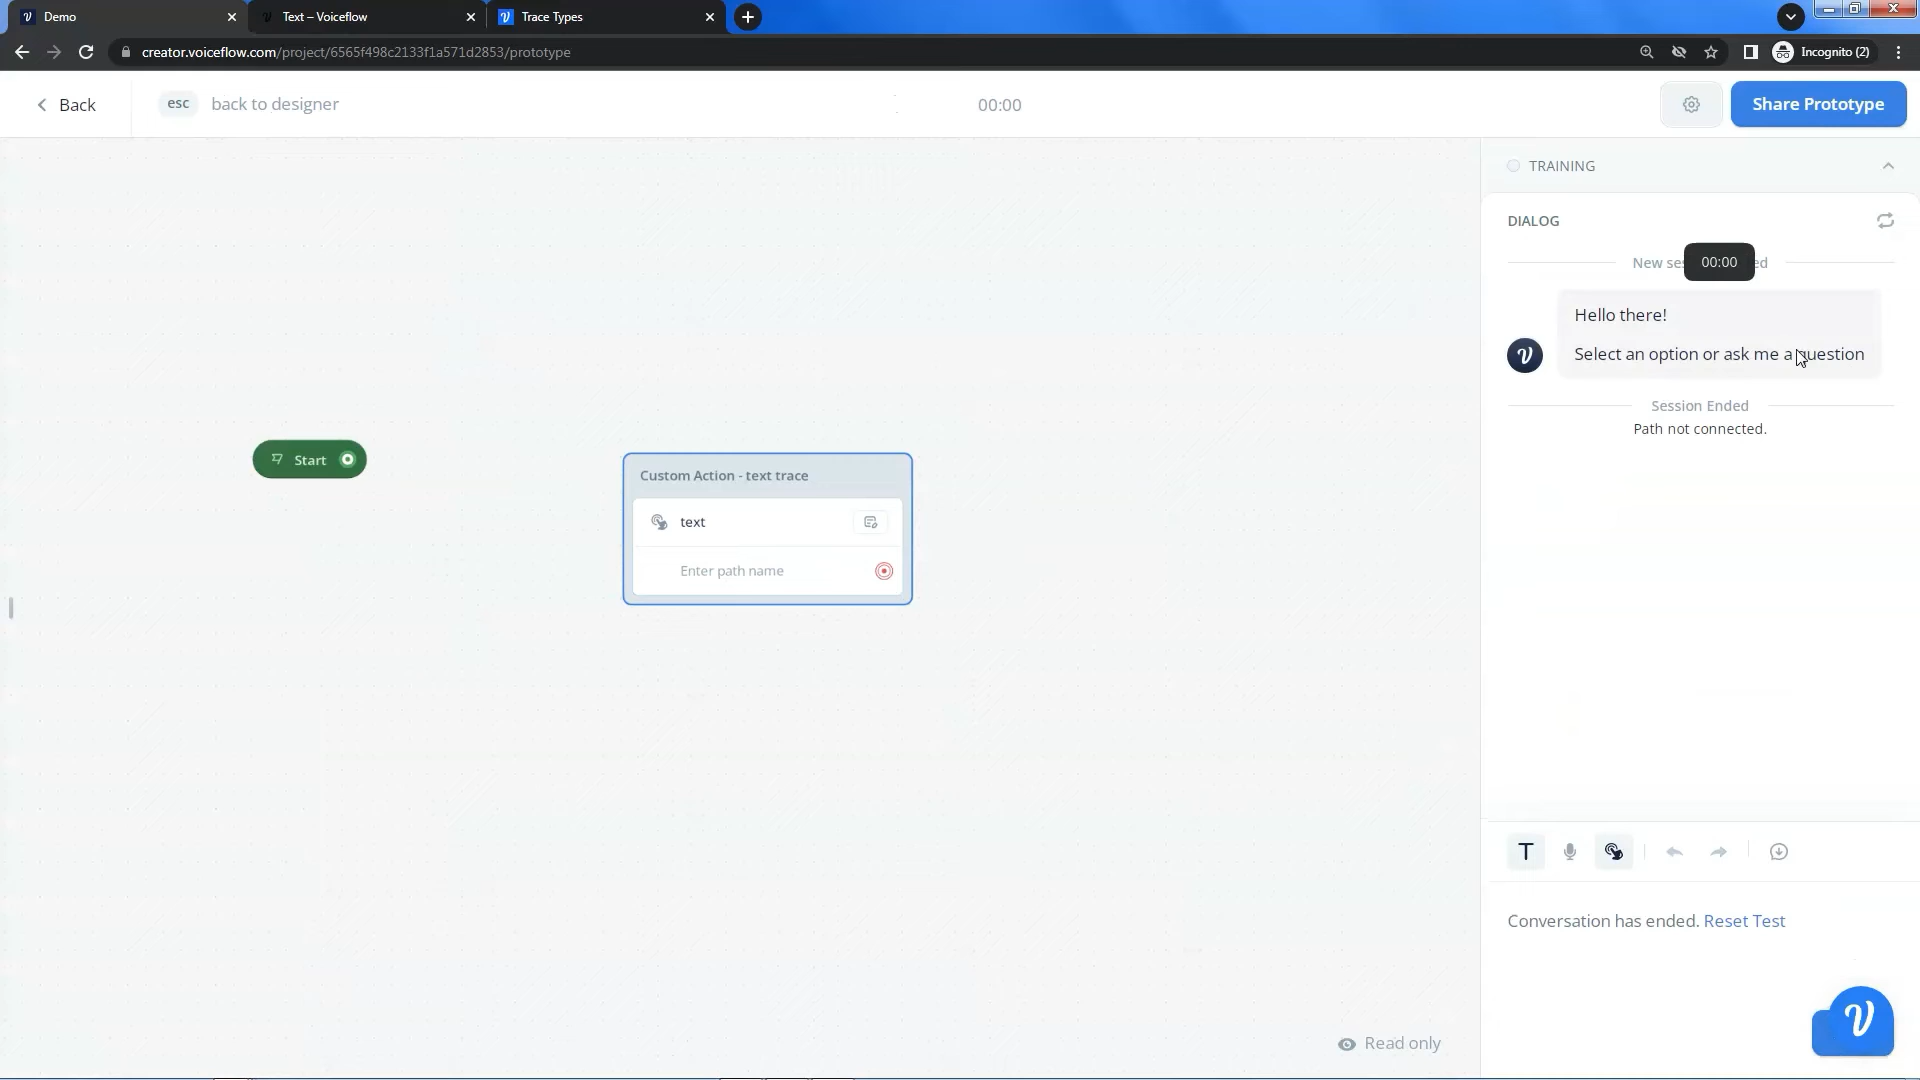 Demo
Text – Voiceflow
Trace Types
creator.voiceflow.com/project/6565f498c2133f1a571d2853/prototype
Incognito (2)
Back
esc back to designer
00:00
Share Prototype
TRAINING
DIALOG
New ses
ed
00:00
Hello there!
Select an option or ask me a question
Session Ended
Path not connected.
Start
Custom Action - text trace
text
Enter path name
Conversation has ended. Reset Test
Read only